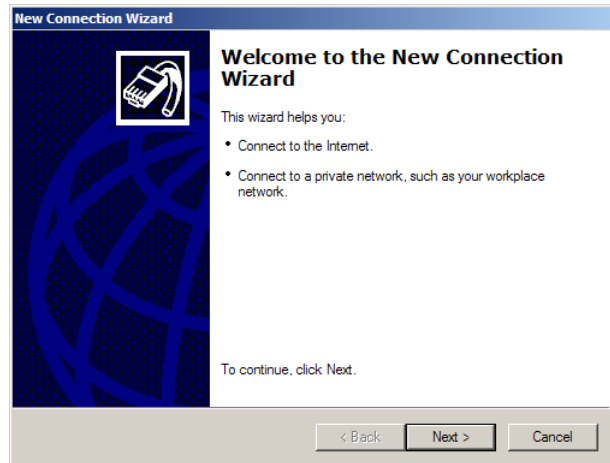 New Connection Wizard
Welcome to the New Connection
Wizard
This wizard helps you:
• Connect to the Internet.
• Connect to a private network, such as your workplace
network.
To continue, click Next.
< Back
Next >
Cancel